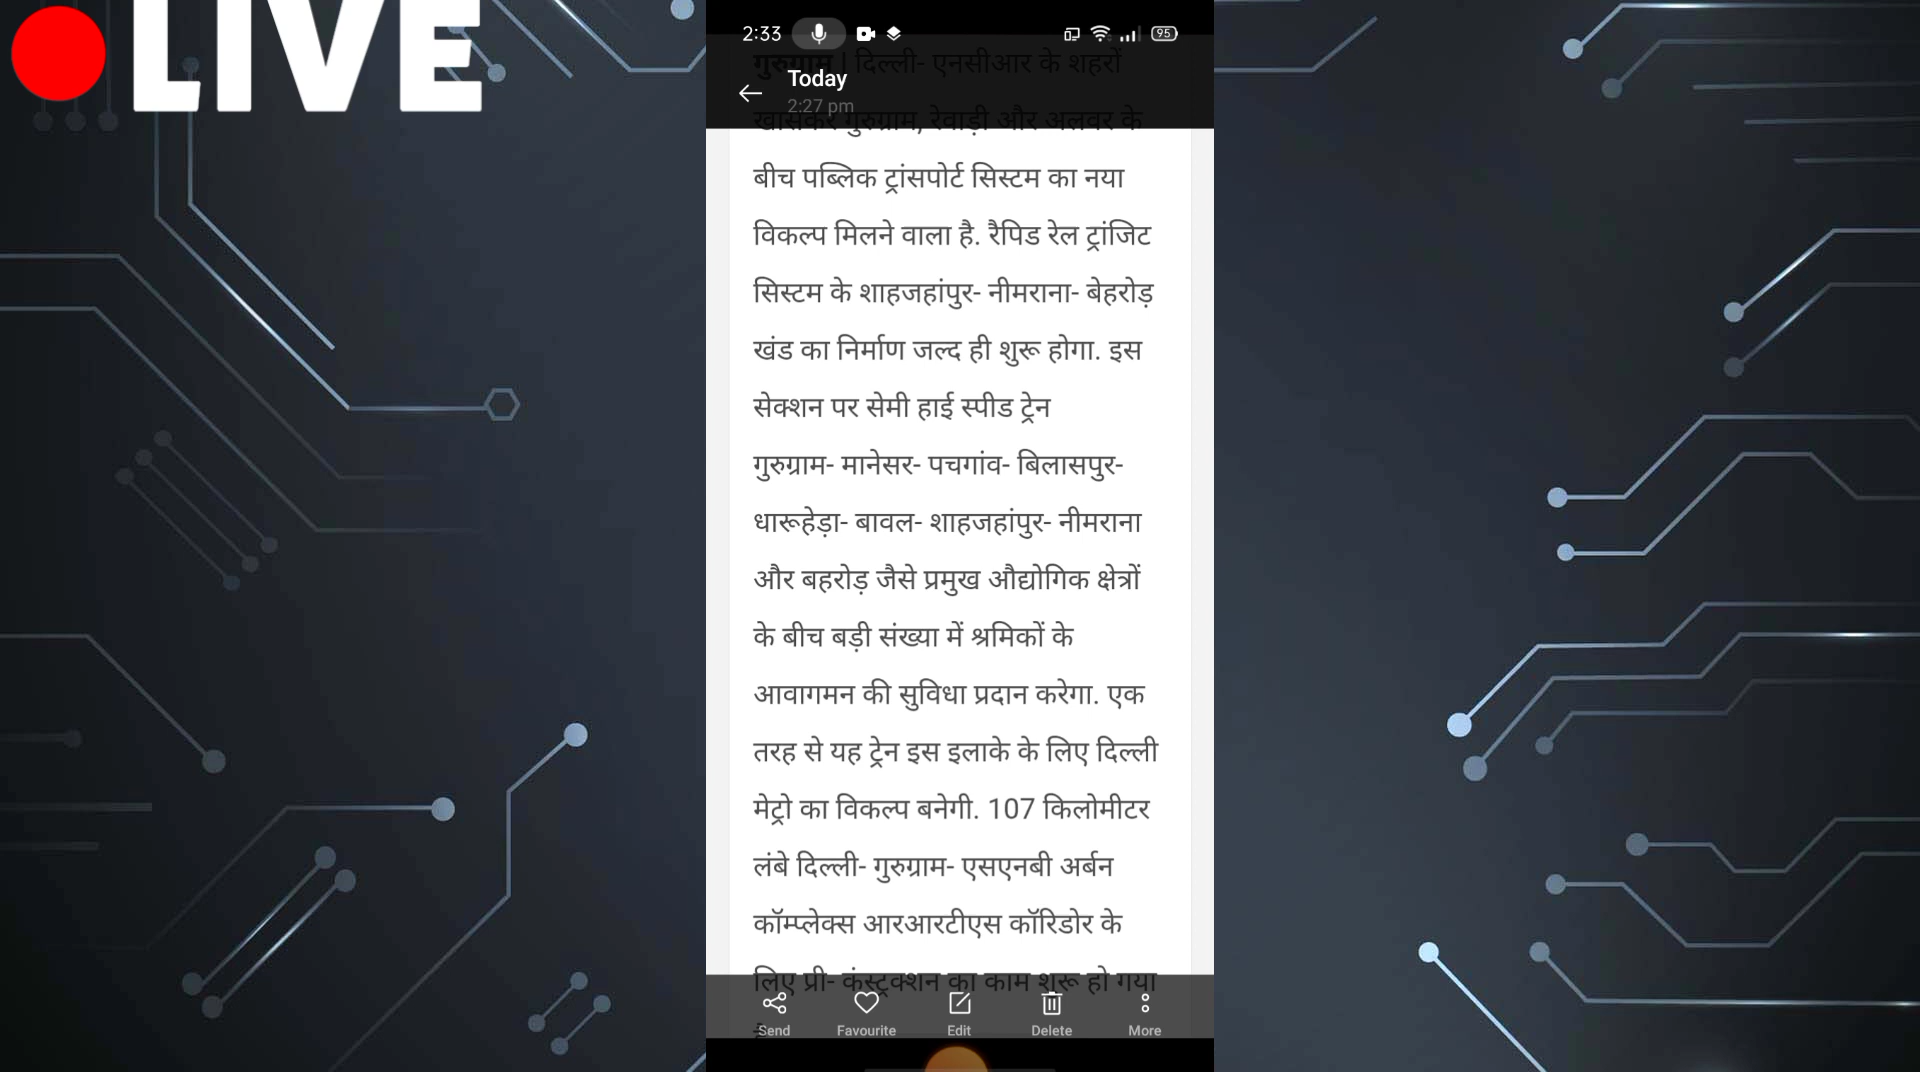 LIVE
2:33
95
गुरुग्राम | दिल्ली- एनसीआर के शहरों
Today
2:27 pm
खासकर गुरुग्राम, रेवाड़ी और अलवर के
बीच पब्लिक ट्रांसपोर्ट सिस्टम का नया
विकल्प मिलने वाला है. रैपिड रेल ट्रांजिट
सिस्टम के शाहजहांपुर- नीमराना- बेहरोड़
खंड का निर्माण जल्द ही शुरू होगा. इस
सेक्शन पर सेमी हाई स्पीड ट्रेन
गुरुग्राम- मानेसर- पचगांव- बिलासपुर-
धारूहेड़ा- बावल- शाहजहांपुर- नीमराना
और बहरोड़ जैसे प्रमुख औद्योगिक क्षेत्रों
के बीच बड़ी संख्या में श्रमिकों के
आवागमन की सुविधा प्रदान करेगा. एक
तरह से यह ट्रेन इस इलाके के लिए दिल्ली
मेट्रो का विकल्प बनेगी. 107 किलोमीटर
लंबे दिल्ली- गुरुग्राम- एसएनबी अर्बन
कॉम्प्लेक्स आरआरटीएस कॉरिडोर के
लिए प्री- कंस्ट्रक्शन का काम शुरू हो गया
Send Favourite Edit Delete More